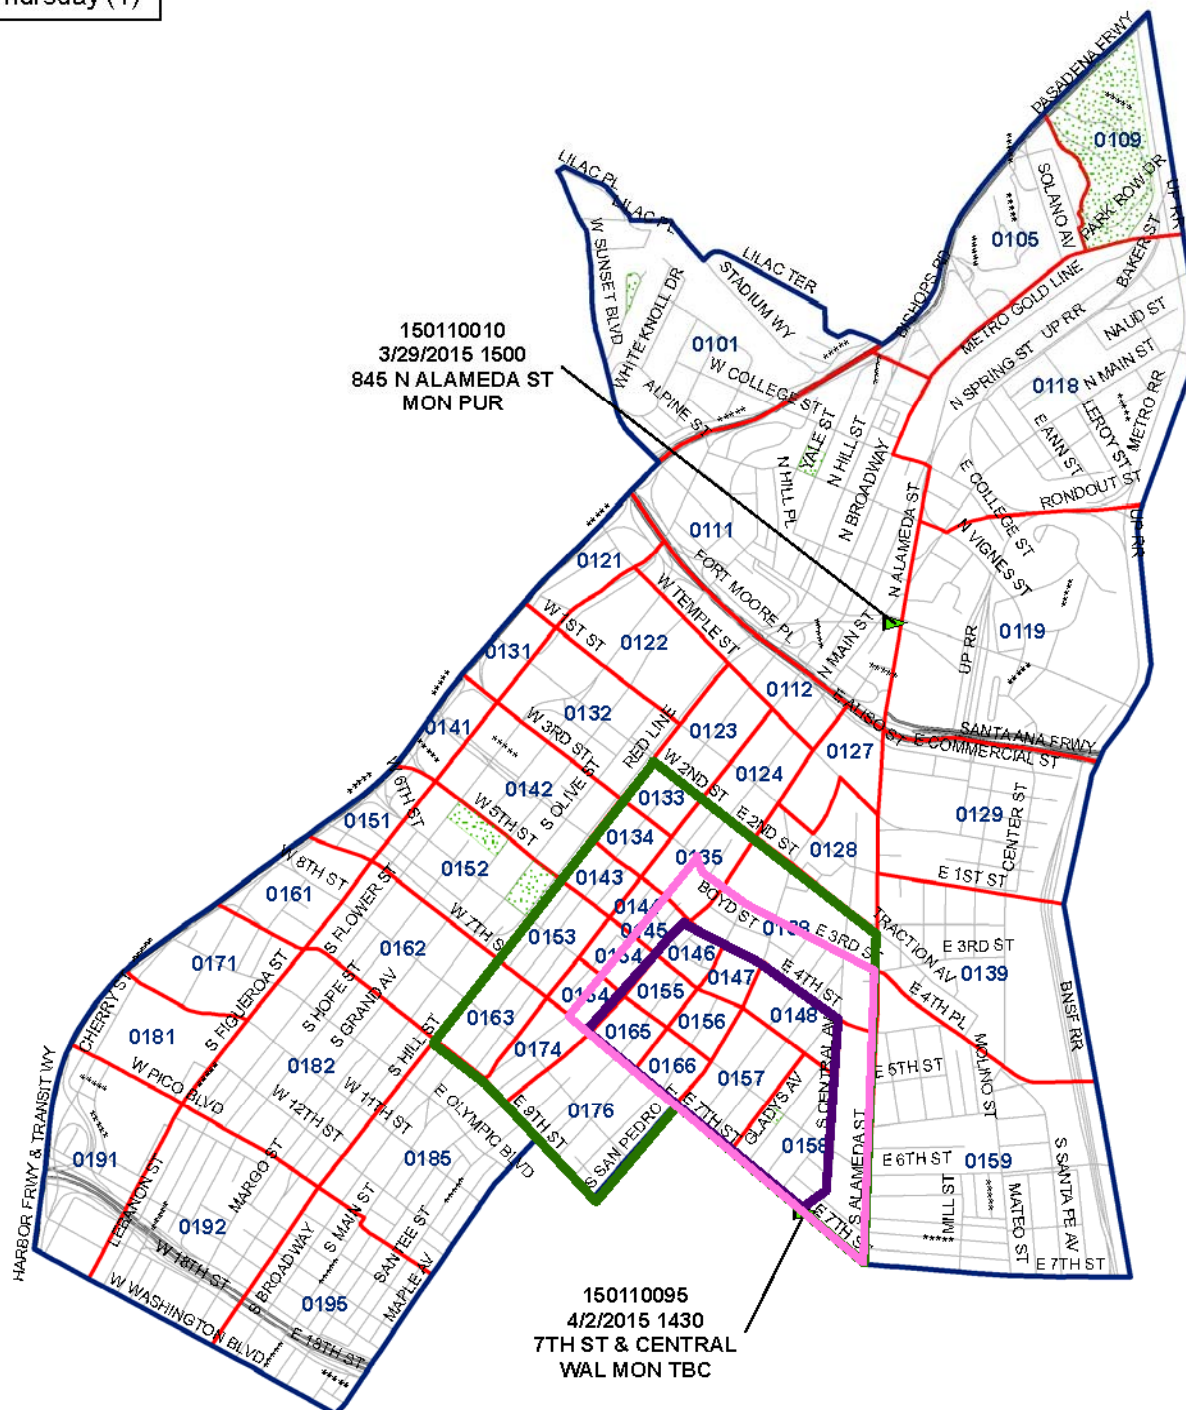 hursday (1)
PASADENA FRWY
*****
0109
LILAC PL
LILAC PL
SOLANO AV
PARK ROW DR
UP RR
0105
W SUNSET BLVD
LILAC TER
STADIUM WY
BISHOPS RD
METRO GOLD LINE
BAKER ST
WHITE KNOLL DR
150110010
3/29/2015 1500
845 N ALAMEDA ST
MON PUR
0101
W COLLEGE ST
ALPINE ST
UP RR
NAUD ST
N SPRING ST
0118
N MAIN ST
METRO RR
LEROY ST
E ANN ST
YALE ST
N HILL ST
N HILL PL
N BROADWAY
N ALAMEDA ST
E COLLEGE ST
RONDOUT ST
UP RR
N VIGNES ST
0111
0121
FORT MOORE PL
W TEMPLE ST
W 1ST ST
0122
N MAIN ST
UP RR
0119
0131
0112
0132
RED LINE
0123
E ALISO ST
SANTA ANA FRWY
E COMMERCIAL ST
0141
W 3RD ST
0127
W 2ND ST
0124
W 6TH ST
0142
S OLIVE ST
0133
E 2ND ST
0129
CENTER ST
0151
W 5TH ST
0134
0128
0135
W 8TH ST
0152
0143
E 1ST ST
0161
S FLOWER ST
W 7TH S
0144
BOYD ST
0138
E 3RD ST
TRACTION AV
E 3RD ST
0153
0145
0171
0162
0154
0146
0147
E 4TH ST
0139
E 4TH PL
CHERRY ST
S FIGUEROA ST
S HOPE ST
S GRAND AV
0164
0155
0148
BNSF RR
0181
0163
0165
0156
S CENTRAL AV
S HILL ST
0174
0166
0157
GLADYS AV
E 5TH ST
MOLINO ST
W PICO BLVD
0182
W 11TH ST
W 12TH ST
E OLYMPIC BLVD
E 9TH ST
0176
S SAN PEDRO
E 7TH ST
0158
S ALAMEDA ST
HARBOR FRWY & TRANSIT WY
0191
MARGO ST
0185
E 6TH ST
0159
LEBANON ST
0192
S MAIN ST
SANTEE ST
MILL ST
MATEO ST
S SANTA FE AV
W 18TH ST
S BROADWAY
MAPLE AV
E 7TH ST
E 7TH ST
W WASHINGTON BLVD
0195
E 18TH ST
150110095
4/2/2015 1430
7TH ST & CENTRAL
WAL MON TBC